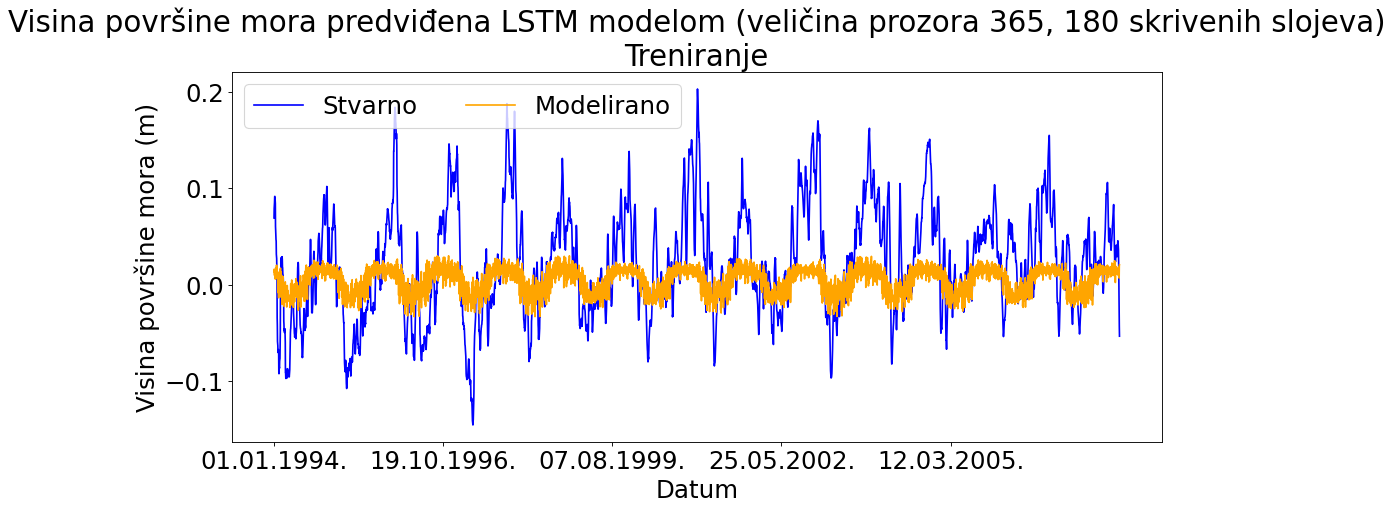 Visina površine mora predviđena LSTM modelom (veličina prozora 365, 180 skrivenih slojeva)
Treniranje
Stvarno Modelirano
Visina površine mora (m)
0.2
0.1
0.0
−0.1
01.01.1994. 19.10.1996. 07.08.1999. 25.05.2002. 12.03.2005.
Datum